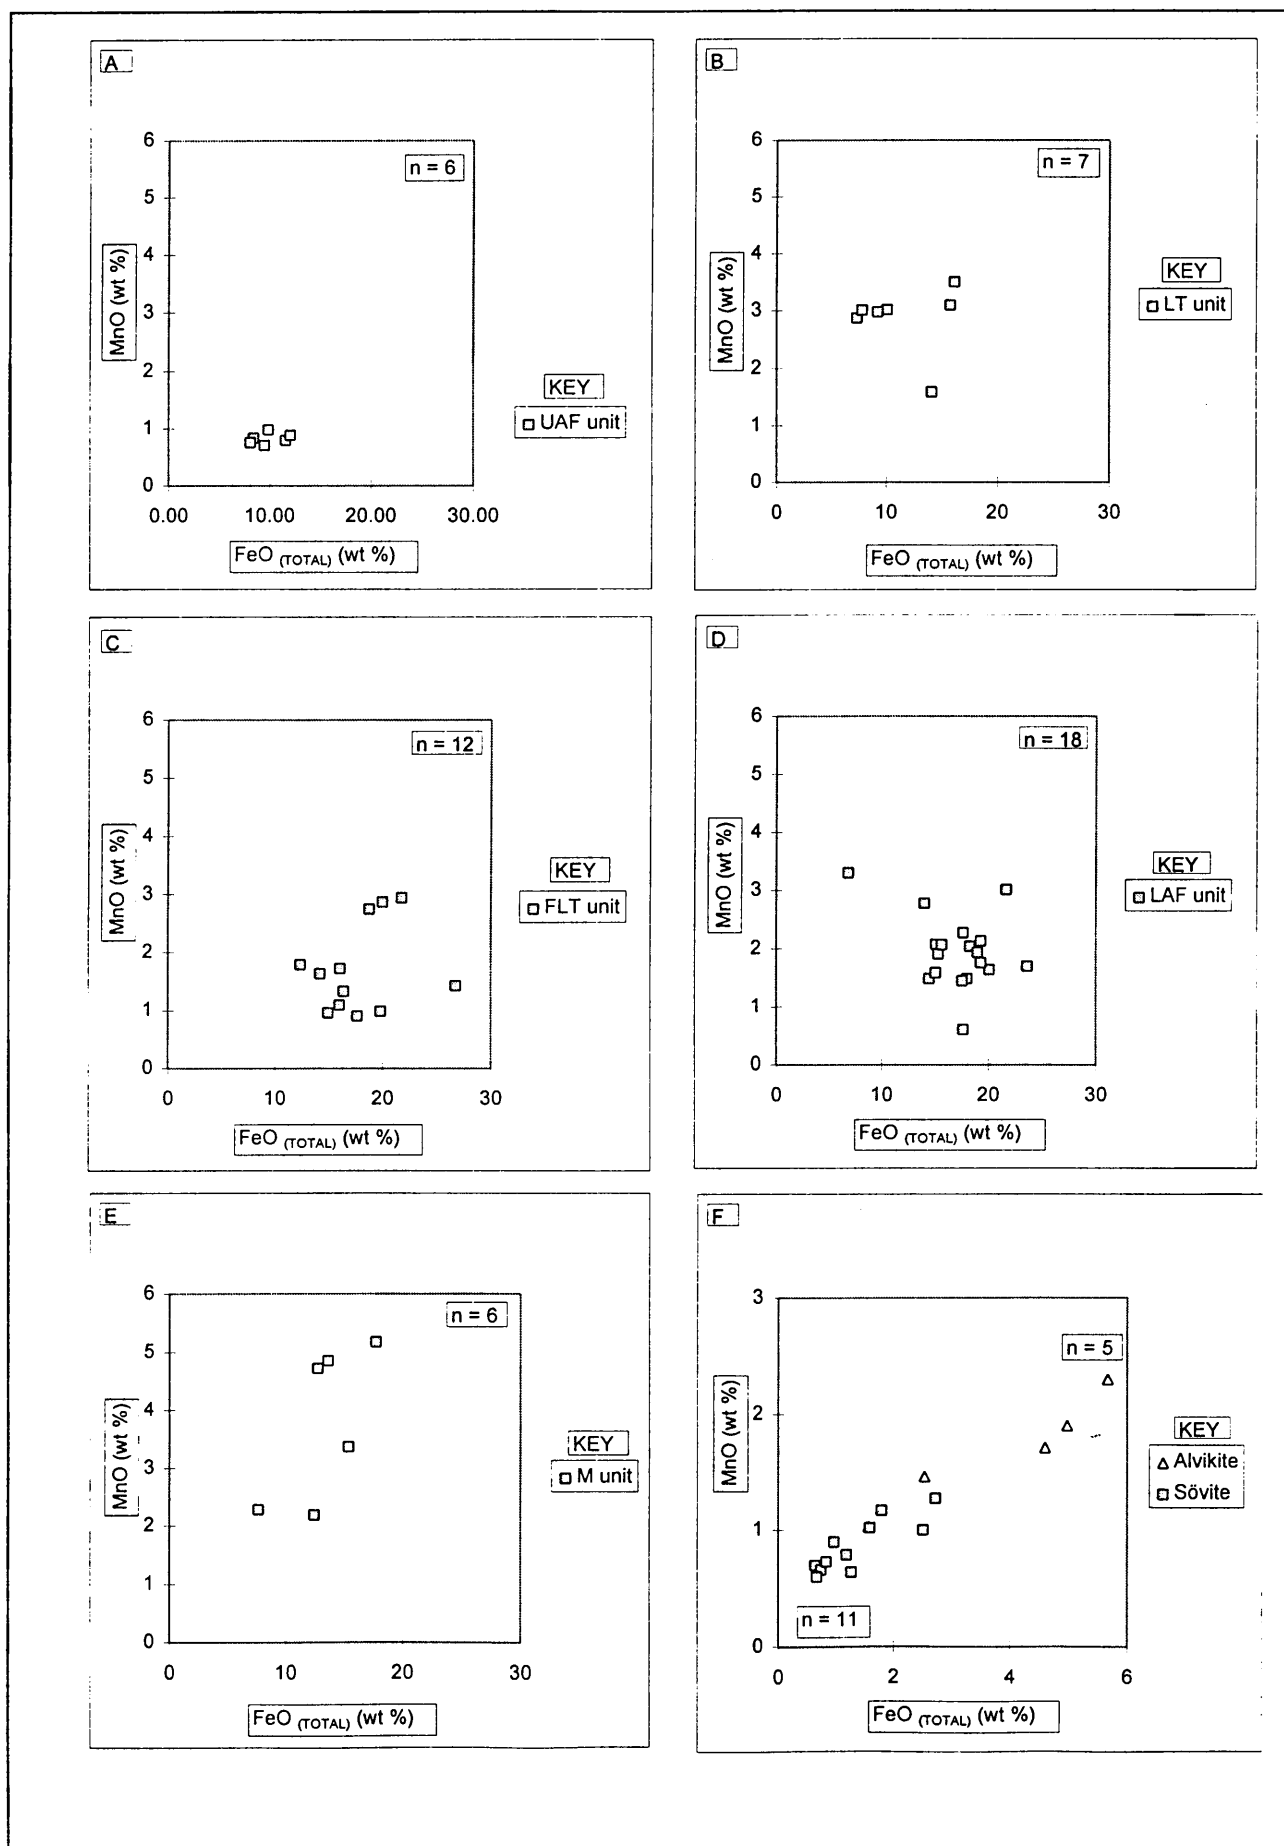 A
6
n = 6
5
4
MnO (wt %)
3
2
KEY
UAF unit
1
0
0.00 10.00 20.00 30.00
FeO (TOTAL) (wt %)
B
6
n = 7
5
4
MnO (wt %)
KEY
LT unit
3
2
1
0
0 10 20 30
FeO (TOTAL) (wt %)
C
6
n = 12
5
4
MnO (wt %)
KEY
FLT unit
3
2
1
0
0 10 20 30
FeO (TOTAL) (wt %)
D
6
n = 18
5
4
MnO (wt %)
KEY
LAF unit
3
2
1
0
0 10 20 30
FeO (TOTAL) (wt %)
E
6
n = 6
5
4
MnO (wt %)
KEY
M unit
3
2
1
0
0 10 20 30
FeO (TOTAL) (wt %)
F
3
n = 5
2
MnO (wt %)
KEY
Alvikite
Sövite
1
n = 11
0
0 2 4 6
FeO (TOTAL) (wt %)